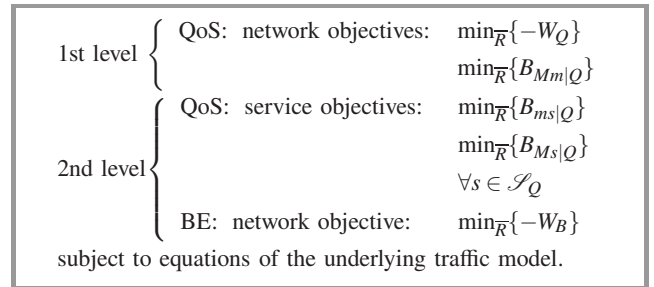 1st level { QoS: network objectives: min_R̅{−W_Q}
min_R̅{B_Mm|Q}
2nd level { QoS: service objectives: min_R̅{B_ms|Q}
min_R̅{B_Ms|Q}
∀s ∈ 𝒮_Q
BE: network objective: min_R̅{−W_B}
subject to equations of the underlying traffic model.